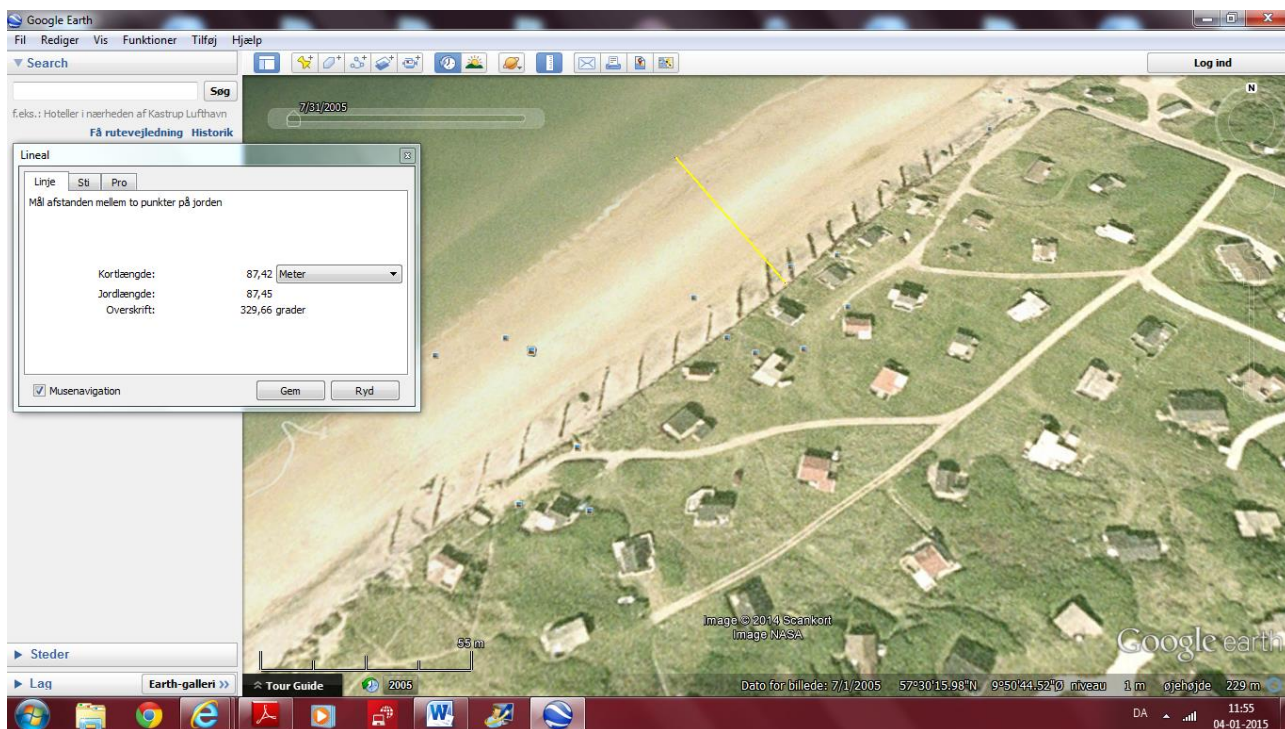 Google Earth
Fil Rediger Vis Funktioner Tilføj Hjælp
Search
Søg
f.eks.: Hoteller i nærheden af Kastrup Lufthavn
Få rutevejledning Historik
Log ind
7/31/2005
N
Lineal
Linje Sti Pro
Mål afstanden mellem to punkter på jorden
Kortlængde: 87,42 Meter
Jordlængde: 87,45
Overskrift: 329,66 grader
Musenavigation Gem Ryd
55 m
Image © 2014 Scankort
Image NASA
Google earth
Steder
Lag Earth-galleri >>
Tour Guide 2005
Dato for billede: 7/1/2005 57°30'15.98"N 9°50'44.52"Ø niveau 1 m øjehøjde 229 m
DA 11:55
04-01-2015